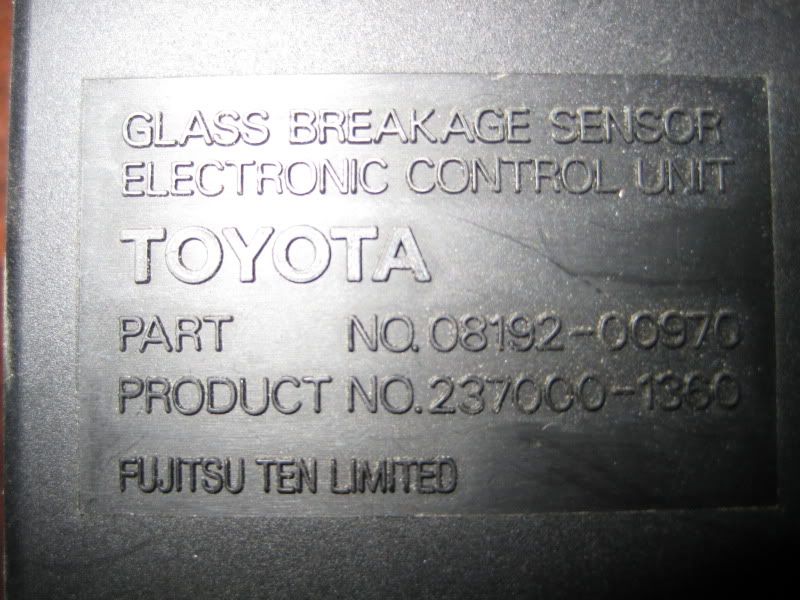 GLASS BREAKAGE SENSOR
ELECTRONIC CONTROL UNIT
TOYOTA
PART NO. 08192-00970
PRODUCT NO. 237000-1360
FUJITSU TEN LIMITED